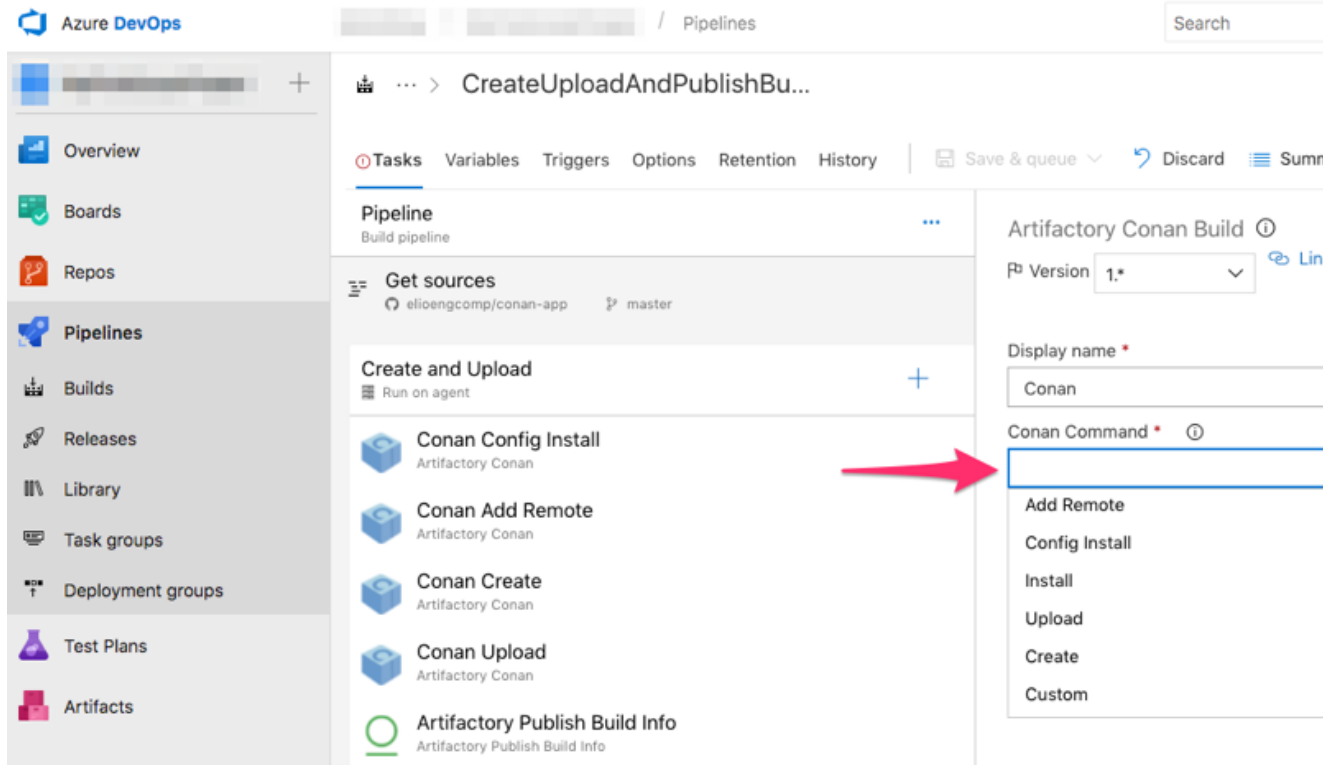 Azure DevOps
/ Pipelines
Search
Overview
Boards
Repos
Pipelines
Builds
Releases
Library
Task groups
Deployment groups
Test Plans
Artifacts
... > CreateUploadAndPublishBu...
Tasks Variables Triggers Options Retention History
Save & queue Discard Summ
Pipeline
Build pipeline
Get sources
elioengcomp/conan-app master
Create and Upload
Run on agent
Conan Config Install
Artifactory Conan
Conan Add Remote
Artifactory Conan
Conan Create
Artifactory Conan
Conan Upload
Artifactory Conan
Artifactory Publish Build Info
Artifactory Publish Build Info
Artifactory Conan Build
Version 1.* Lin
Display name *
Conan
Conan Command *
Add Remote
Config Install
Install
Upload
Create
Custom